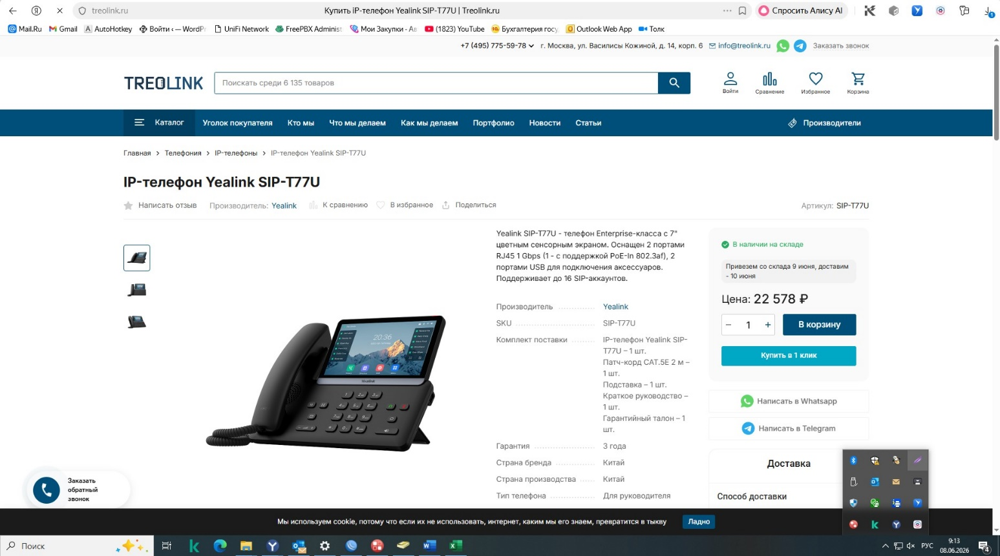 treolink.ru
Купить iP-телефон Yealink SIP-T77U | Treolink.ru
Спросить Алису AI
Mail.Ru
Gmail
AutoHotkey
Войти ‹ — WordPr
UniFi Network
FreePBX Administ
Мои Закупки - Ав
(1823) YouTube
Бухгалтерия госу
Outlook Web App
Толк
+7 (495) 775-59-78
г. Москва, ул. Василисы Кожиной, д. 14, корп. 6
info@treolink.ru
Заказать звонок
TREOLINK
Поискать среди 6 135 товаров
Войти
Сравнение
Избранное
Корзина
Каталог
Уголок покупателя
Кто мы
Что мы делаем
Как мы делаем
Портфолио
Новости
Статьи
Производители
Главная > Телефония > IP-телефоны > IP-телефон Yealink SIP-T77U
IP-телефон Yealink SIP-T77U
Написать отзыв
Производитель: Yealink
К сравнению
В избранное
Поделиться
Артикул: SIP-T77U
Yealink SIP-T77U - телефон Enterprise-класса с 7"
цветным сенсорным экраном. Оснащен 2 портами
RJ45 1 Gbps (1 - с поддержкой PoE-In 802.3af), 2
портами USB для подключения аксессуаров.
Поддерживает до 16 SIP-аккаунтов.
Производитель
Yealink
SKU
SIP-T77U
Комплект поставки
IP-телефон Yealink SIP-
T77U – 1 шт.
Патч-корд CAT.5E 2 м –
1 шт.
Подставка – 1 шт.
Краткое руководство –
1 шт.
Гарантийный талон – 1
шт.
Гарантия
3 года
Страна бренда
Китай
Страна производства
Китай
Тип телефона
Для руководителя
20:36
Yealink
В наличии на складе
Привезем со склада 9 июня, доставим
- 10 июня
Цена: 22 578 ₽
− 1 +
В корзину
Купить в 1 клик
Написать в Whatsapp
Написать в Telegram
Доставка
Способ доставки
Заказать
обратный
звонок
Мы используем cookie, потому что если их не использовать, интернет, каким мы его знаем, превратится в тыкву
Ладно
Поиск
РУС
9:13
08.06.2026
4